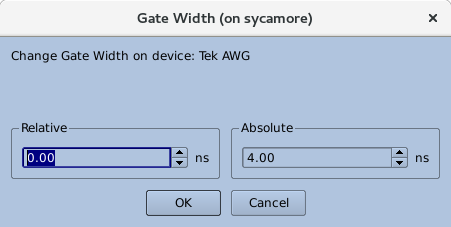 Gate Width (on sycamore)
Change Gate Width on device: Tek AWG
Relative
0.00 ns
Absolute
4.00 ns
OK
Cancel